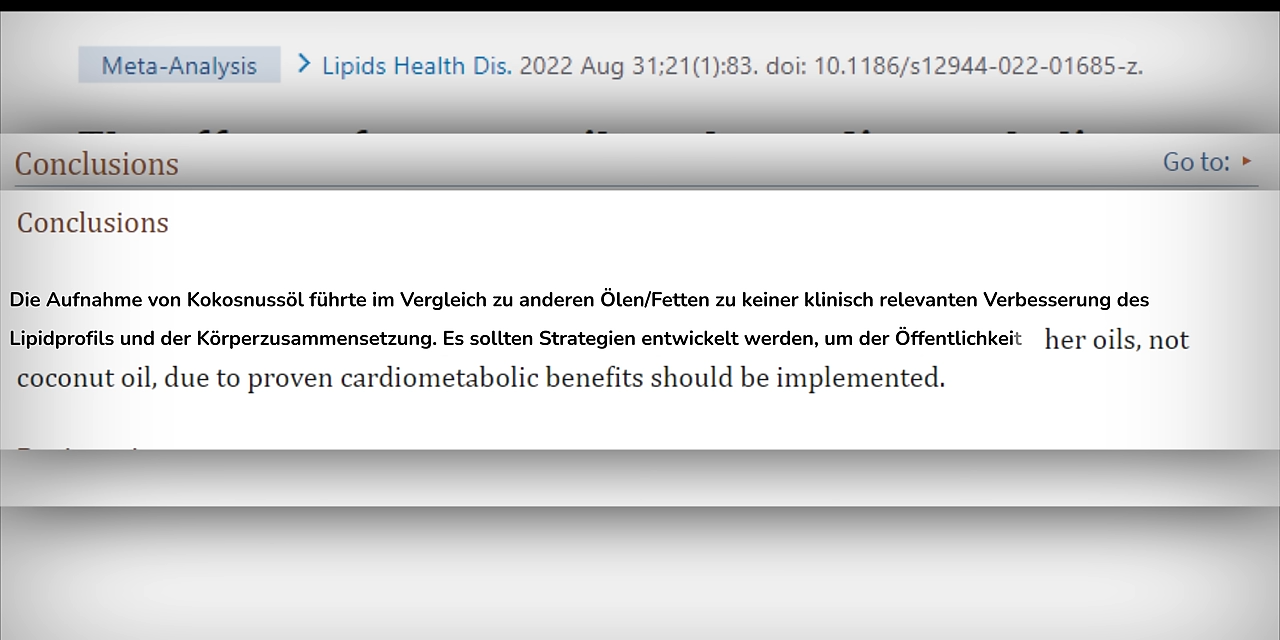 Meta-Analysis > Lipids Health Dis. 2022 Aug 31;21(1):83. doi: 10.1186/s12944-022-01685-z.
Conclusions Go to:
Conclusions
Die Aufnahme von Kokosnussöl führte im Vergleich zu anderen Ölen/Fetten zu keiner klinisch relevanten Verbesserung des
Lipidprofils und der Körperzusammensetzung. Es sollten Strategien entwickelt werden, um der Öffentlichkeit her oils, not
coconut oil, due to proven cardiometabolic benefits should be implemented.